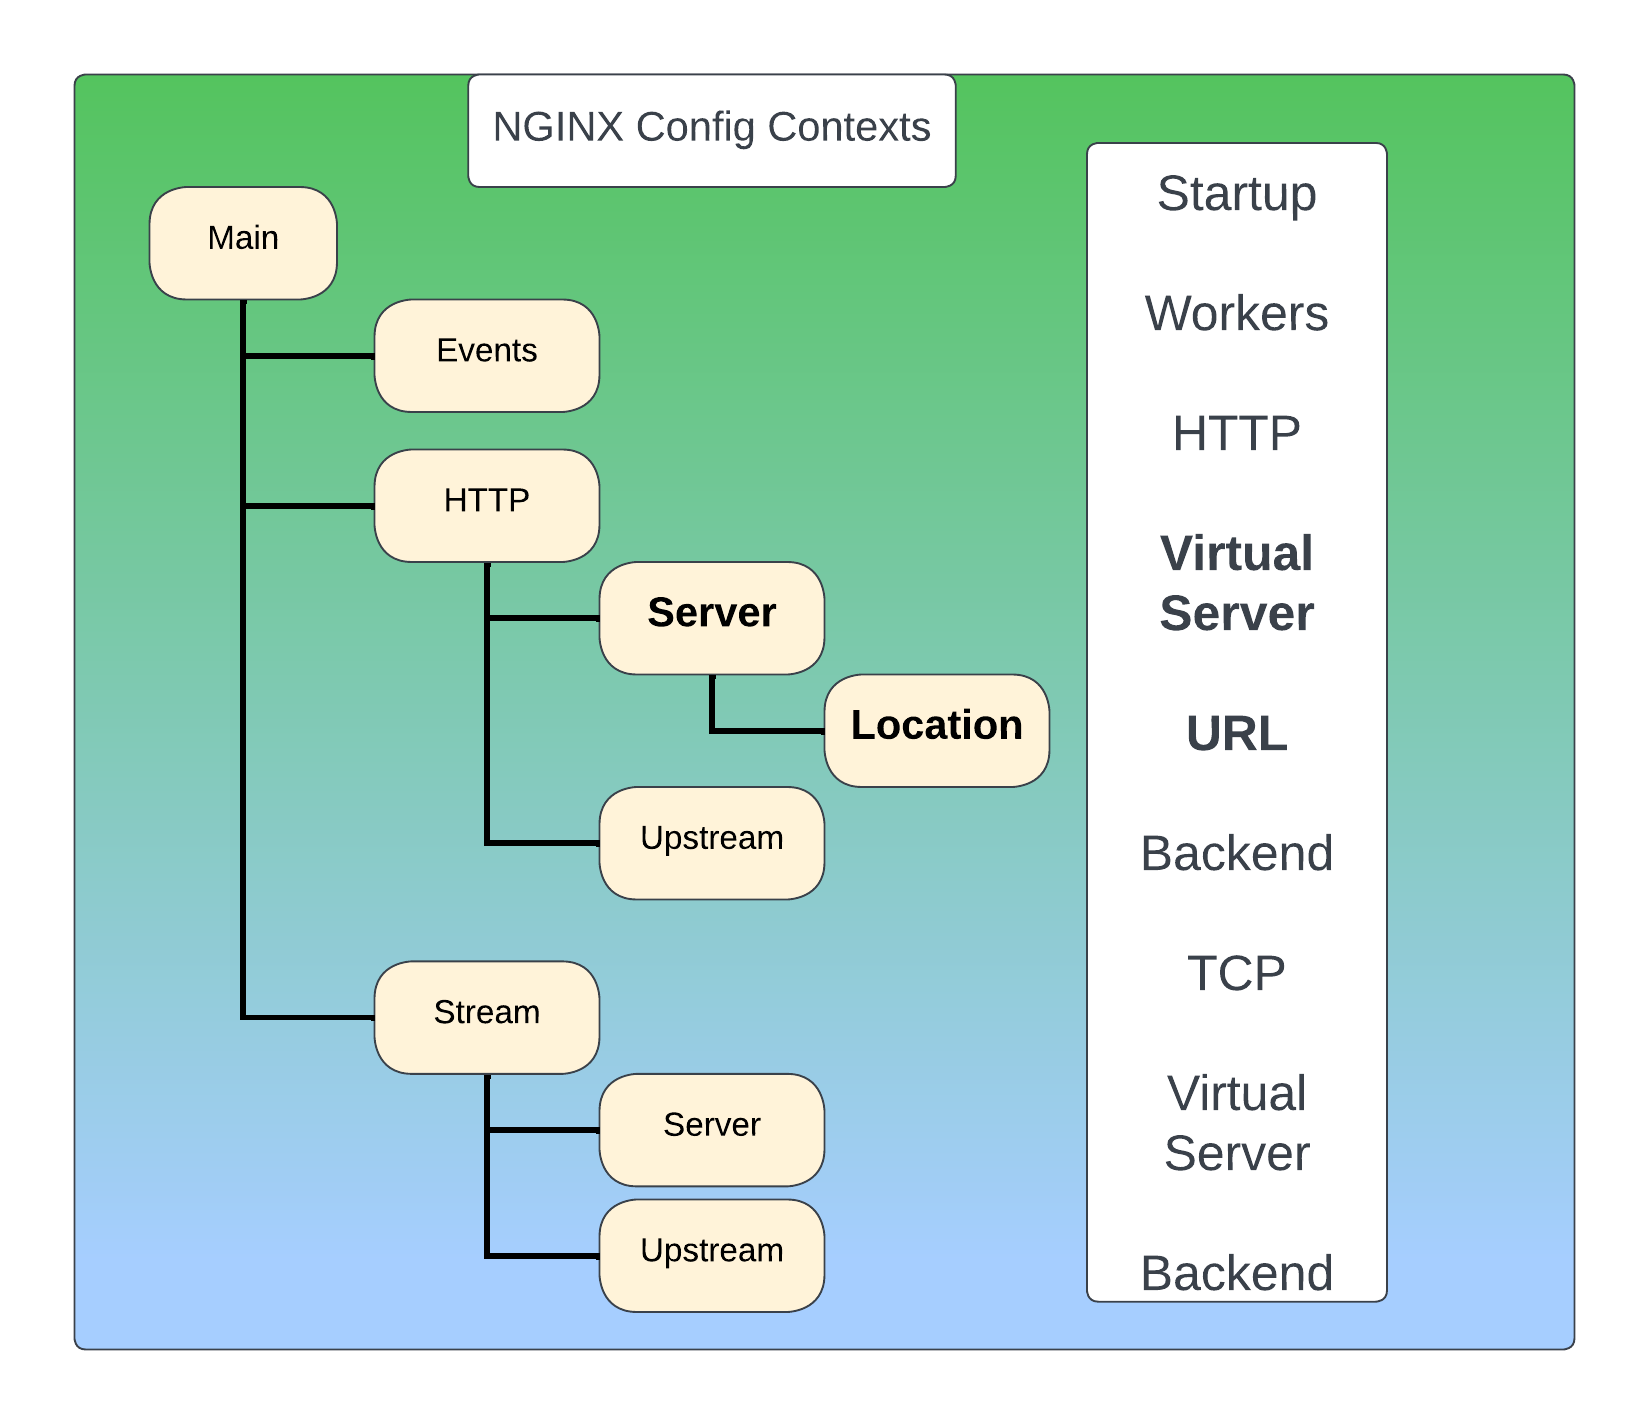 NGINX Config Contexts
Main
Events
HTTP
Server
Location
Upstream
Stream
Server
Upstream
Startup
Workers
HTTP
Virtual
Server
URL
Backend
TCP
Virtual
Server
Backend